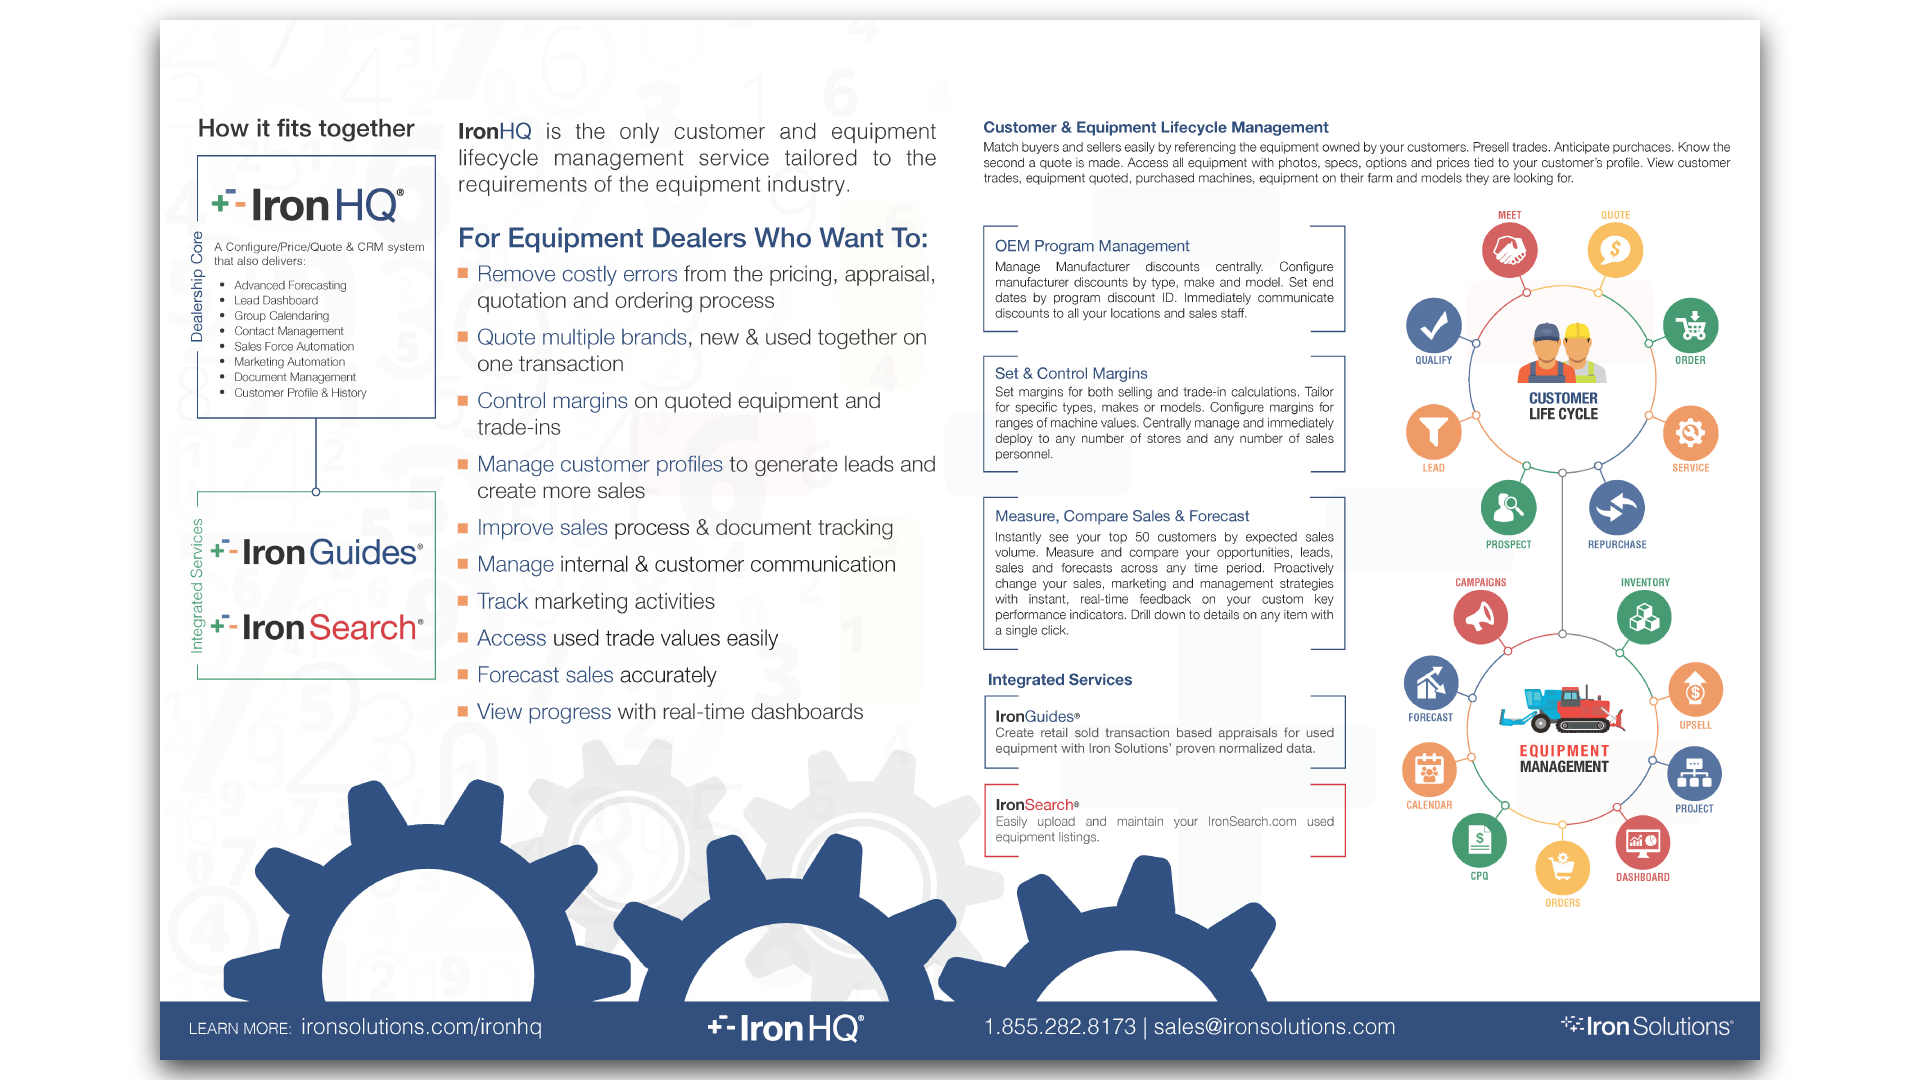 How it fits together
Dealership Core
IronHQ®
A Configure/Price/Quote & CRM system
that also delivers:
• Advanced Forecasting
• Lead Dashboard
• Group Calendaring
• Contact Management
• Sales Force Automation
• Marketing Automation
• Document Management
• Customer Profile & History
Integrated Services
IronGuides®
IronSearch®
IronHQ is the only customer and equipment
lifecycle management service tailored to the
requirements of the equipment industry.
For Equipment Dealers Who Want To:
Remove costly errors from the pricing, appraisal,
quotation and ordering process
Quote multiple brands, new & used together on
one transaction
Control margins on quoted equipment and
trade-ins
Manage customer profiles to generate leads and
create more sales
Improve sales process & document tracking
Manage internal & customer communication
Track marketing activities
Access used trade values easily
Forecast sales accurately
View progress with real-time dashboards
Customer & Equipment Lifecycle Management
Match buyers and sellers easily by referencing the equipment owned by your customers. Presell trades. Anticipate purchaces. Know the
second a quote is made. Access all equipment with photos, specs, options and prices tied to your customer's profile. View customer
trades, equipment quoted, purchased machines, equipment on their farm and models they are looking for.
OEM Program Management
Manage Manufacturer discounts centrally. Configure
manufacturer discounts by type, make and model. Set end
dates by program discount ID. Immediately communicate
discounts to all your locations and sales staff.
Set & Control Margins
Set margins for both selling and trade-in calculations. Tailor
for specific types, makes or models. Configure margins for
ranges of machine values. Centrally manage and immediately
deploy to any number of stores and any number of sales
personnel.
Measure, Compare Sales & Forecast
Instantly see your top 50 customers by expected sales
volume. Measure and compare your opportunities, leads,
sales and forecasts across any time period. Proactively
change your sales, marketing and management strategies
with instant, real-time feedback on your custom key
performance indicators. Drill down to details on any item with
a single click.
Integrated Services
IronGuides®
Create retail sold transaction based appraisals for used
equipment with Iron Solutions' proven normalized data.
IronSearch®
Easily upload and maintain your IronSearch.com used
equipment listings.
MEET
QUOTE
QUALIFY
ORDER
CUSTOMER
LIFE CYCLE
LEAD
SERVICE
PROSPECT
REPURCHASE
CAMPAIGNS
INVENTORY
FORECAST
UPSELL
EQUIPMENT
MANAGEMENT
CALENDAR
PROJECT
CPQ
DASHBOARD
ORDERS
LEARN MORE: ironsolutions.com/ironhq
IronHQ®
1.855.282.8173 | sales@ironsolutions.com
IronSolutions®